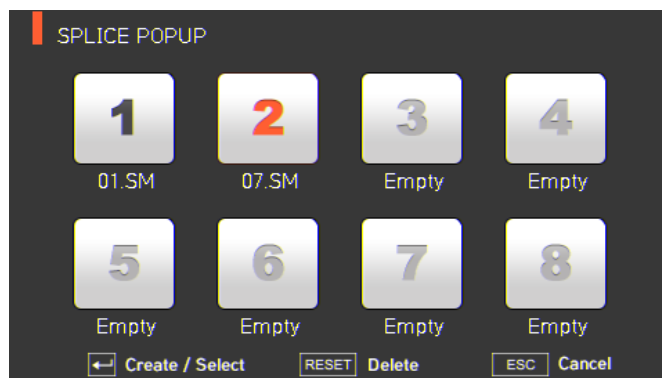 SPLICE POPUP
1 2 3 4
01.SM 07.SM Empty Empty
5 6 7 8
Empty Empty Empty Empty
Create / Select RESET Delete ESC Cancel